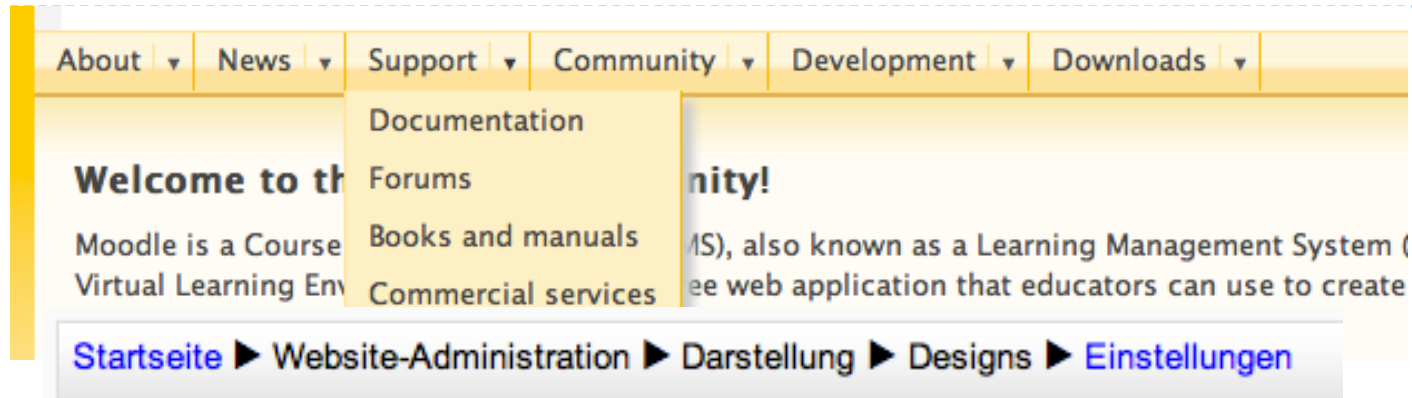 About News Support Community Development Downloads
Documentation
Welcome to th nity!
Forums
Books and manuals
Moodle is a Course MS), also known as a Learning Management System (
Virtual Learning Env ee web application that educators can use to create
Commercial services
Startseite ▶ Website-Administration ▶ Darstellung ▶ Designs ▶ Einstellungen